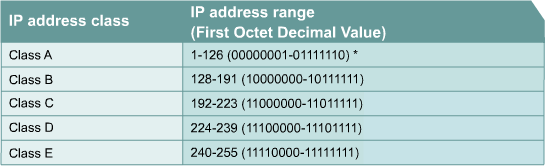 IP address class IP address range
(First Octet Decimal Value)
Class A 1-126 (00000001-01111110) *
Class B 128-191 (10000000-10111111)
Class C 192-223 (11000000-11011111)
Class D 224-239 (11100000-11101111)
Class E 240-255 (11110000-11111111)